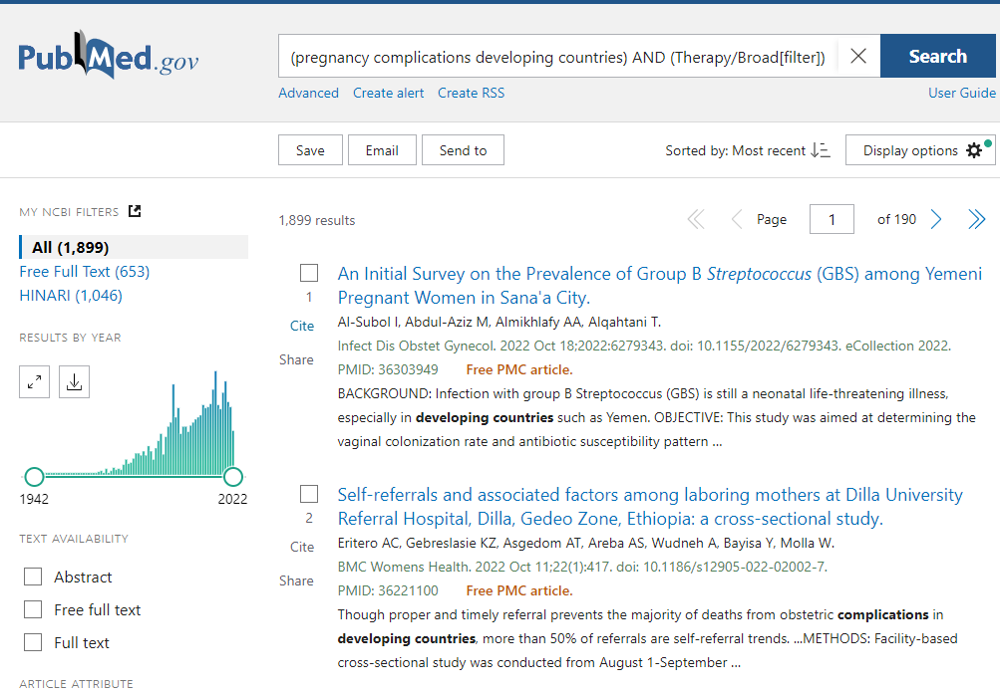 PubMed.gov
(pregnancy complications developing countries) AND (Therapy/Broad[filter])
Search
Advanced Create alert Create RSS User Guide
Save Email Send to Sorted by: Most recent Display options
MY NCBI FILTERS
All (1,899)
Free Full Text (653)
HINARI (1,046)
RESULTS BY YEAR
1942 2022
TEXT AVAILABILITY
Abstract
Free full text
Full text
ARTICLE ATTRIBUTE
1,899 results Page 1 of 190
An Initial Survey on the Prevalence of Group B Streptococcus (GBS) among Yemeni
1 Pregnant Women in Sana'a City.
Cite Al-Subol I, Abdul-Aziz M, Almikhlafy AA, Alqahtani T.
Share Infect Dis Obstet Gynecol. 2022 Oct 18;2022:6279343. doi: 10.1155/2022/6279343. eCollection 2022.
PMID: 36303949 Free PMC article.
BACKGROUND: Infection with group B Streptococcus (GBS) is still a neonatal life-threatening illness,
especially in developing countries such as Yemen. OBJECTIVE: This study was aimed at determining the
vaginal colonization rate and antibiotic susceptibility pattern ...
Self-referrals and associated factors among laboring mothers at Dilla University
2 Referral Hospital, Dilla, Gedeo Zone, Ethiopia: a cross-sectional study.
Cite Eritero AC, Gebreslasie KZ, Asgedom AT, Areba AS, Wudneh A, Bayisa Y, Molla W.
Share BMC Womens Health. 2022 Oct 11;22(1):417. doi: 10.1186/s12905-022-02002-7.
PMID: 36221100 Free PMC article.
Though proper and timely referral prevents the majority of deaths from obstetric complications in
developing countries, more than 50% of referrals are self-referral trends. ...METHODS: Facility-based
cross-sectional study was conducted from August 1-September ...